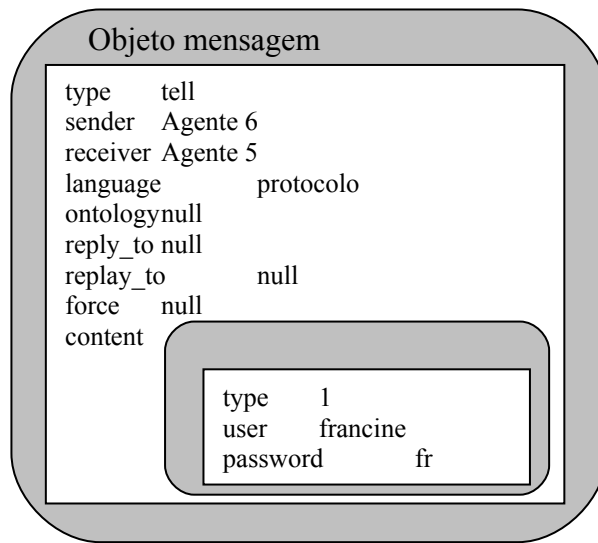 Objeto mensagem
type tell
sender Agente 6
receiver Agente 5
language protocolo
ontologynull
reply_to null
replay_to null
force null
content
type 1
user francine
password fr